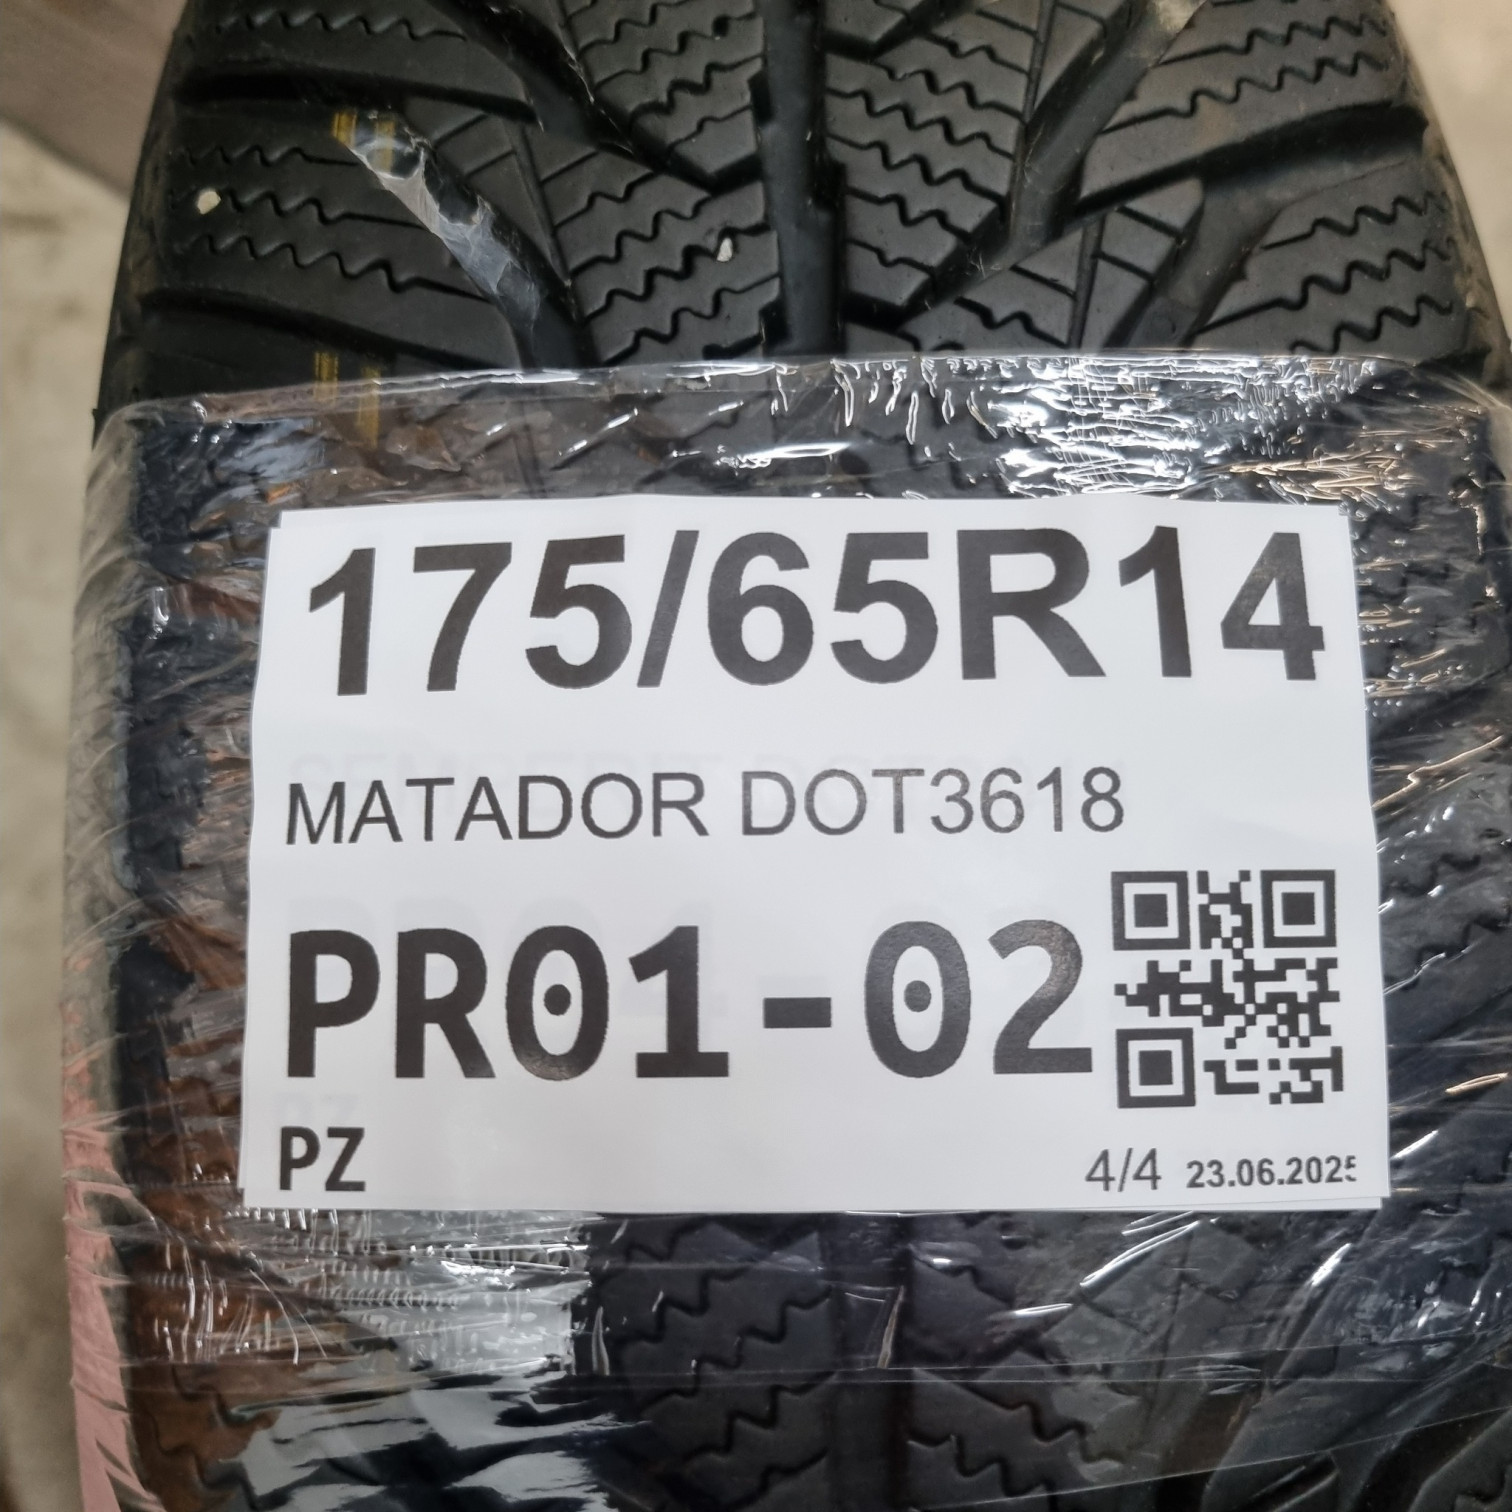 175/65R14
MATADOR DOT3618
PR01-02
PZ
4/4 23.06.2025